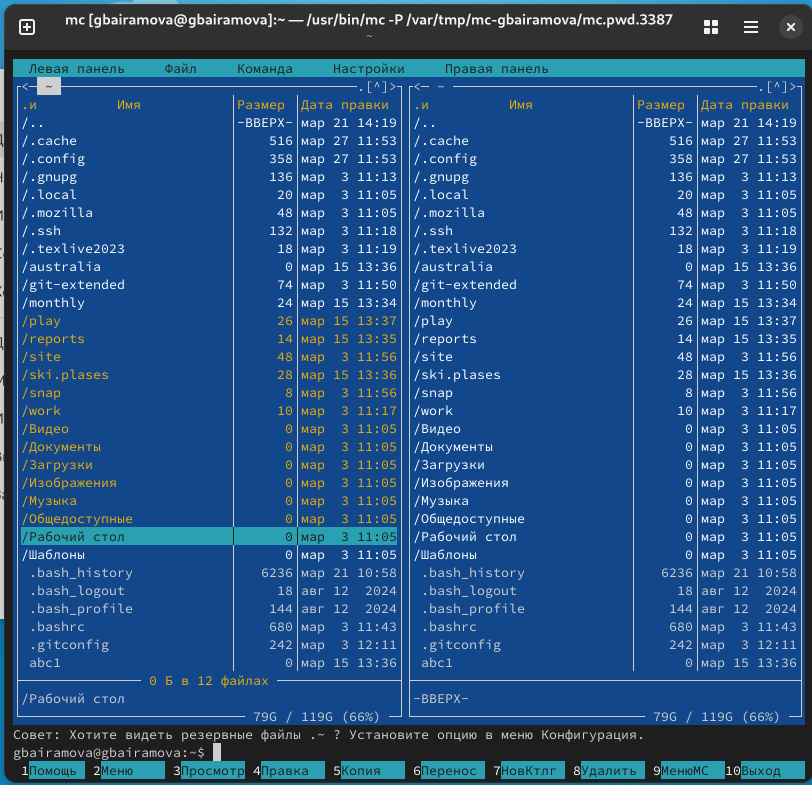 mc [gbairamova@gbairamova]:~ — /usr/bin/mc -P /var/tmp/mc-gbairamova/mc.pwd.3387
~
Левая панель Файл Команда Настройки Правая панель
<─ ~ ─.[^]> <─ ~ ─.[^]>
.и Имя Размер Дата правки .и Имя Размер Дата правки
/.. -ВВЕРХ- мар 21 14:19 /.. -ВВЕРХ- мар 21 14:19
/.cache 516 мар 27 11:53 /.cache 516 мар 27 11:53
/.config 358 мар 27 11:53 /.config 358 мар 27 11:53
/.gnupg 136 мар 3 11:13 /.gnupg 136 мар 3 11:13
/.local 20 мар 3 11:05 /.local 20 мар 3 11:05
/.mozilla 48 мар 3 11:05 /.mozilla 48 мар 3 11:05
/.ssh 132 мар 3 11:18 /.ssh 132 мар 3 11:18
/.texlive2023 18 мар 3 11:19 /.texlive2023 18 мар 3 11:19
/australia 0 мар 15 13:36 /australia 0 мар 15 13:36
/git-extended 74 мар 3 11:50 /git-extended 74 мар 3 11:50
/monthly 24 мар 15 13:34 /monthly 24 мар 15 13:34
/play 26 мар 15 13:37 /play 26 мар 15 13:37
/reports 14 мар 15 13:35 /reports 14 мар 15 13:35
/site 48 мар 3 11:56 /site 48 мар 3 11:56
/ski.plases 28 мар 15 13:36 /ski.plases 28 мар 15 13:36
/snap 8 мар 3 11:56 /snap 8 мар 3 11:56
/work 10 мар 3 11:17 /work 10 мар 3 11:17
/Видео 0 мар 3 11:05 /Видео 0 мар 3 11:05
/Документы 0 мар 3 11:05 /Документы 0 мар 3 11:05
/Загрузки 0 мар 3 11:05 /Загрузки 0 мар 3 11:05
/Изображения 0 мар 3 11:05 /Изображения 0 мар 3 11:05
/Музыка 0 мар 3 11:05 /Музыка 0 мар 3 11:05
/Общедоступные 0 мар 3 11:05 /Общедоступные 0 мар 3 11:05
/Рабочий стол 0 мар 3 11:05 /Рабочий стол 0 мар 3 11:05
/Шаблоны 0 мар 3 11:05 /Шаблоны 0 мар 3 11:05
.bash_history 6236 мар 21 10:58 .bash_history 6236 мар 21 10:58
.bash_logout 18 авг 12 2024 .bash_logout 18 авг 12 2024
.bash_profile 144 авг 12 2024 .bash_profile 144 авг 12 2024
.bashrc 680 мар 3 11:43 .bashrc 680 мар 3 11:43
.gitconfig 242 мар 3 12:11 .gitconfig 242 мар 3 12:11
abc1 0 мар 15 13:36 abc1 0 мар 15 13:36
0 Б в 12 файлах
/Рабочий стол -ВВЕРХ-
79G / 119G (66%) 79G / 119G (66%)
Совет: Хотите видеть резервные файлы .~ ? Установите опцию в меню Конфигурация.
gbairamova@gbairamova:~$
1Помощь 2Меню 3Просмотр 4Правка 5Копия 6Перенос 7НовКтлг 8Удалить 9МенюMC 10Выход